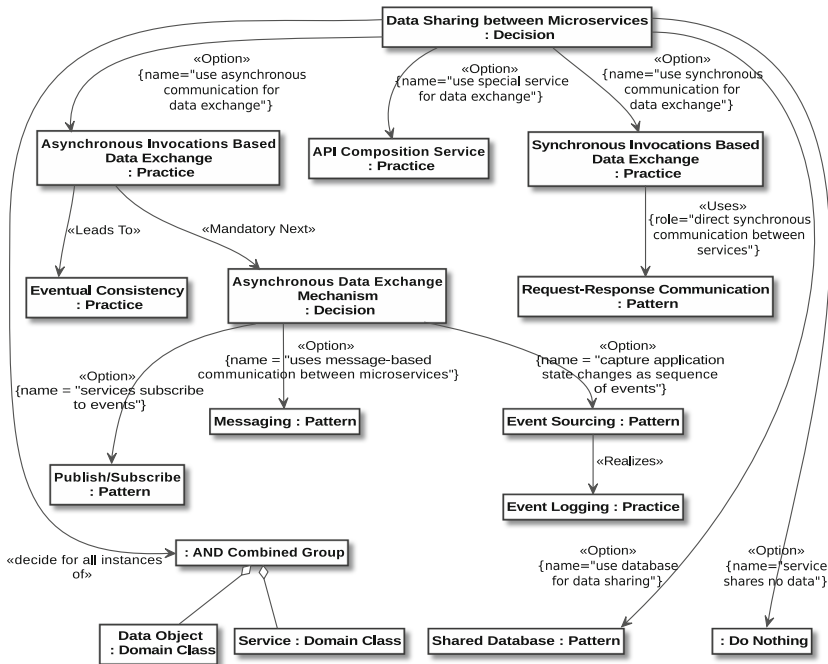 Data Sharing between Microservices
: Decision
«Option»
{name="use asynchronous
communication for
data exchange"}
«Option»
{name="use special service
for data exchange"}
«Option»
{name="use synchronous
communication for
data exchange"}
Asynchronous Invocations Based
Data Exchange
: Practice
API Composition Service
: Practice
Synchronous Invocations Based
Data Exchange
: Practice
«Leads To»
«Mandatory Next»
«Uses»
{role="direct synchronous
communication between
services"}
Eventual Consistency
: Practice
Asynchronous Data Exchange
Mechanism
: Decision
Request-Response Communication
: Pattern
«Option»
{name = "services subscribe
to events"}
«Option»
{name = "uses message-based
communication between microservices"}
«Option»
{name = "capture application
state changes as sequence
of events"}
Messaging : Pattern
Event Sourcing : Pattern
Publish/Subscribe
: Pattern
«Realizes»
Event Logging : Practice
«decide for all instances
of»
: AND Combined Group
«Option»
{name="use database
for data sharing"}
«Option»
{name="service
shares no data"}
Data Object
: Domain Class
Service : Domain Class
Shared Database : Pattern
: Do Nothing